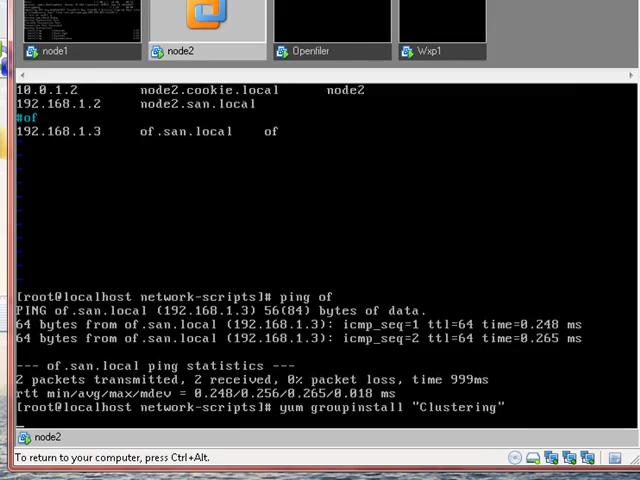 node1
node2
Openfiler
Wxp1
10.0.1.2 node2.cookie.local node2
192.168.1.2 node2.san.local
#of
192.168.1.3 of.san.local of
~
~
~
~
~
~
~
~
~
~
~
[root@localhost network-scripts]# ping of
PING of.san.local (192.168.1.3) 56(84) bytes of data.
64 bytes from of.san.local (192.168.1.3): icmp_seq=1 ttl=64 time=0.248 ms
64 bytes from of.san.local (192.168.1.3): icmp_seq=2 ttl=64 time=0.265 ms
--- of.san.local ping statistics ---
2 packets transmitted, 2 received, 0% packet loss, time 999ms
rtt min/avg/max/mdev = 0.248/0.256/0.265/0.018 ms
[root@localhost network-scripts]# yum groupinstall "Clustering"
node2
To return to your computer, press Ctrl+Alt.